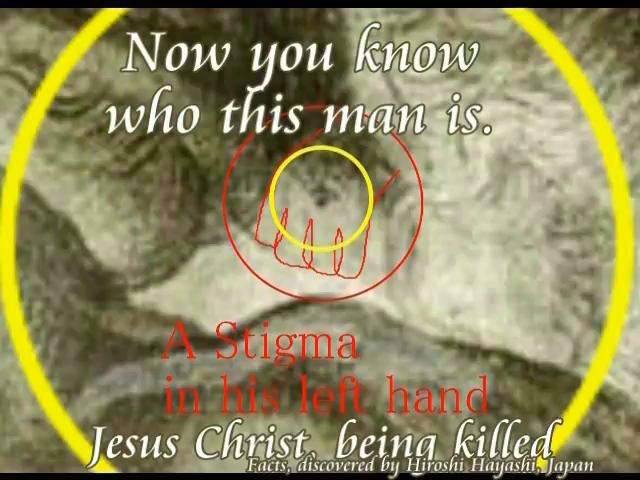 Now you know
who this man is.
A Stigma
in his left hand
Jesus Christ, being killed
Facts, discovered by Hiroshi Hayashi, Japan